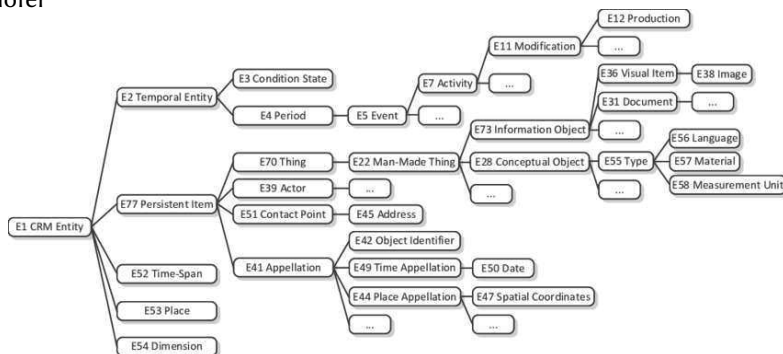 E12 Production
E11 Modification
...
E36 Visual Item
E38 Image
E3 Condition State
E7 Activity
E2 Temporal Entity
...
E31 Document
...
E4 Period
E5 Event
...
E73 Information Object
...
E56 Language
E70 Thing
E22 Man-Made Thing
E28 Conceptual Object
E55 Type
E57 Material
E39 Actor
...
...
...
E58 Measurement Unit
E77 Persistent Item
E51 Contact Point
E45 Address
E1 CRM Entity
E42 Object Identifier
E41 Appellation
E49 Time Appellation
E50 Date
E52 Time-Span
E44 Place Appellation
E47 Spatial Coordinates
E53 Place
...
...
E54 Dimension